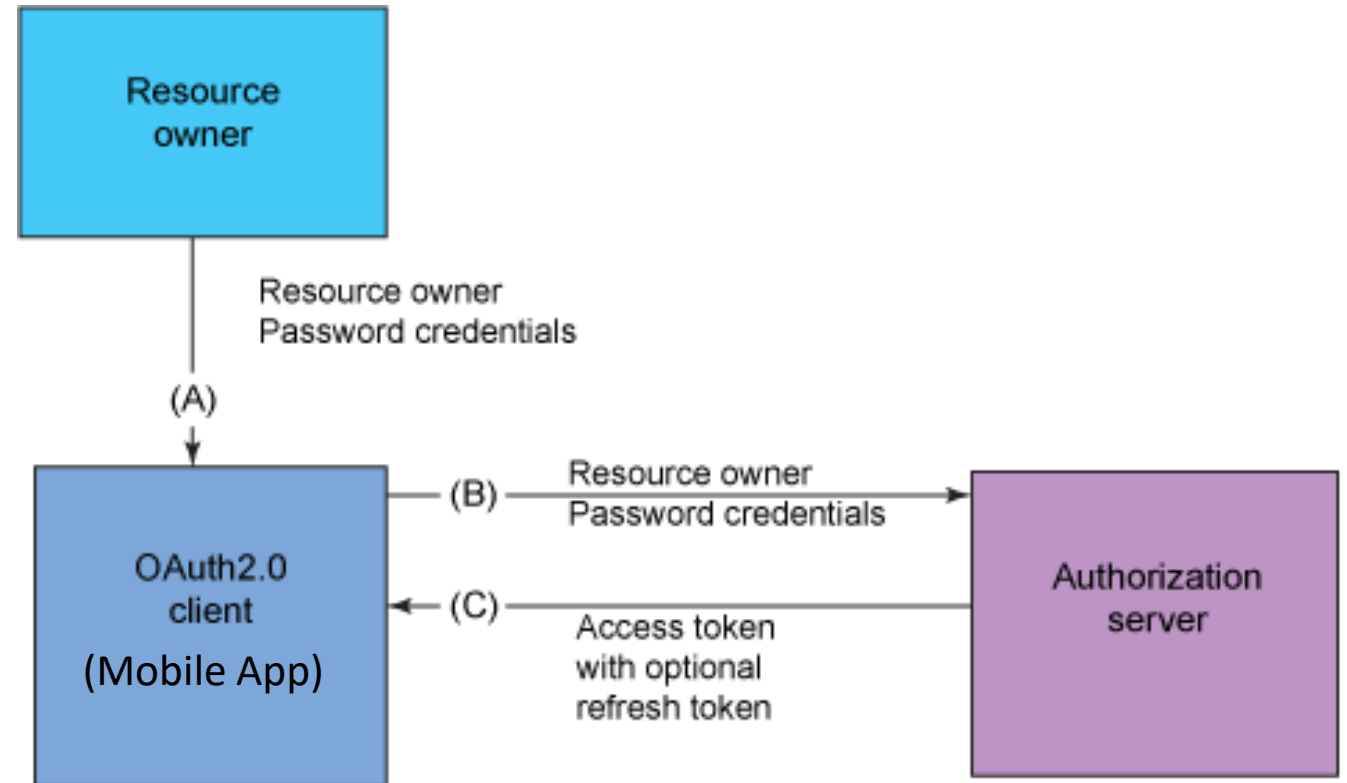 Resource
owner
Resource owner
Password credentials
(A)
(B)
Resource owner
Password credentials
OAuth2.0
client
(Mobile App)
(C)
Access token
with optional
refresh token
Authorization
server